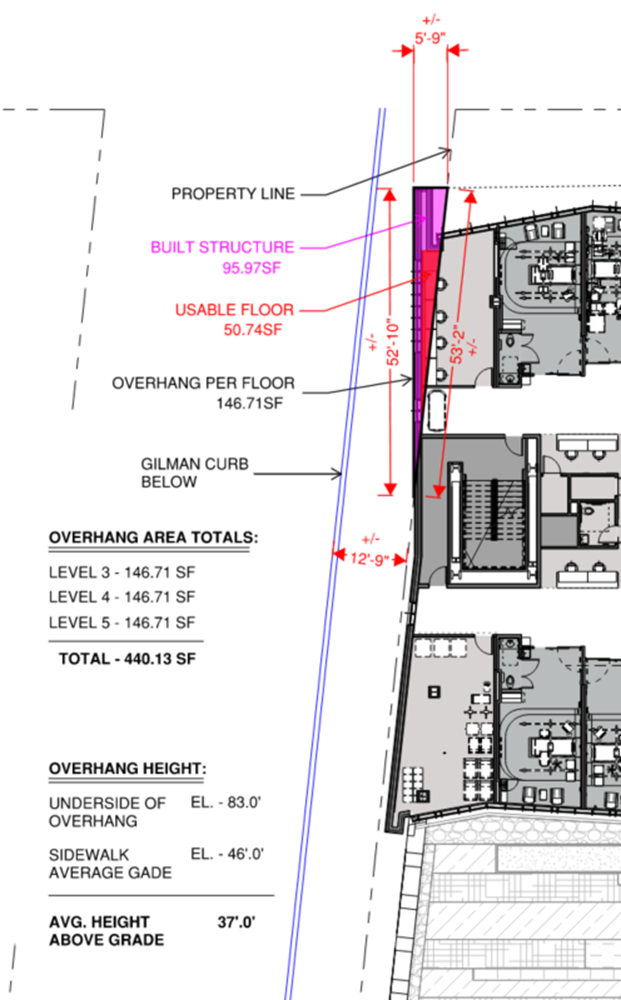 +/-
5'-9"
PROPERTY LINE
BUILT STRUCTURE
95.97SF
USABLE FLOOR
50.74SF
+/-
52'-10"
53'-2"
+/-
OVERHANG PER FLOOR
146.71SF
GILMAN CURB
BELOW
+/-
12'-9"
OVERHANG AREA TOTALS:
LEVEL 3 - 146.71 SF
LEVEL 4 - 146.71 SF
LEVEL 5 - 146.71 SF
TOTAL - 440.13 SF
OVERHANG HEIGHT:
UNDERSIDE OF EL. - 83.0'
OVERHANG
SIDEWALK EL. - 46'.0'
AVERAGE GADE
AVG. HEIGHT 37'.0'
ABOVE GRADE